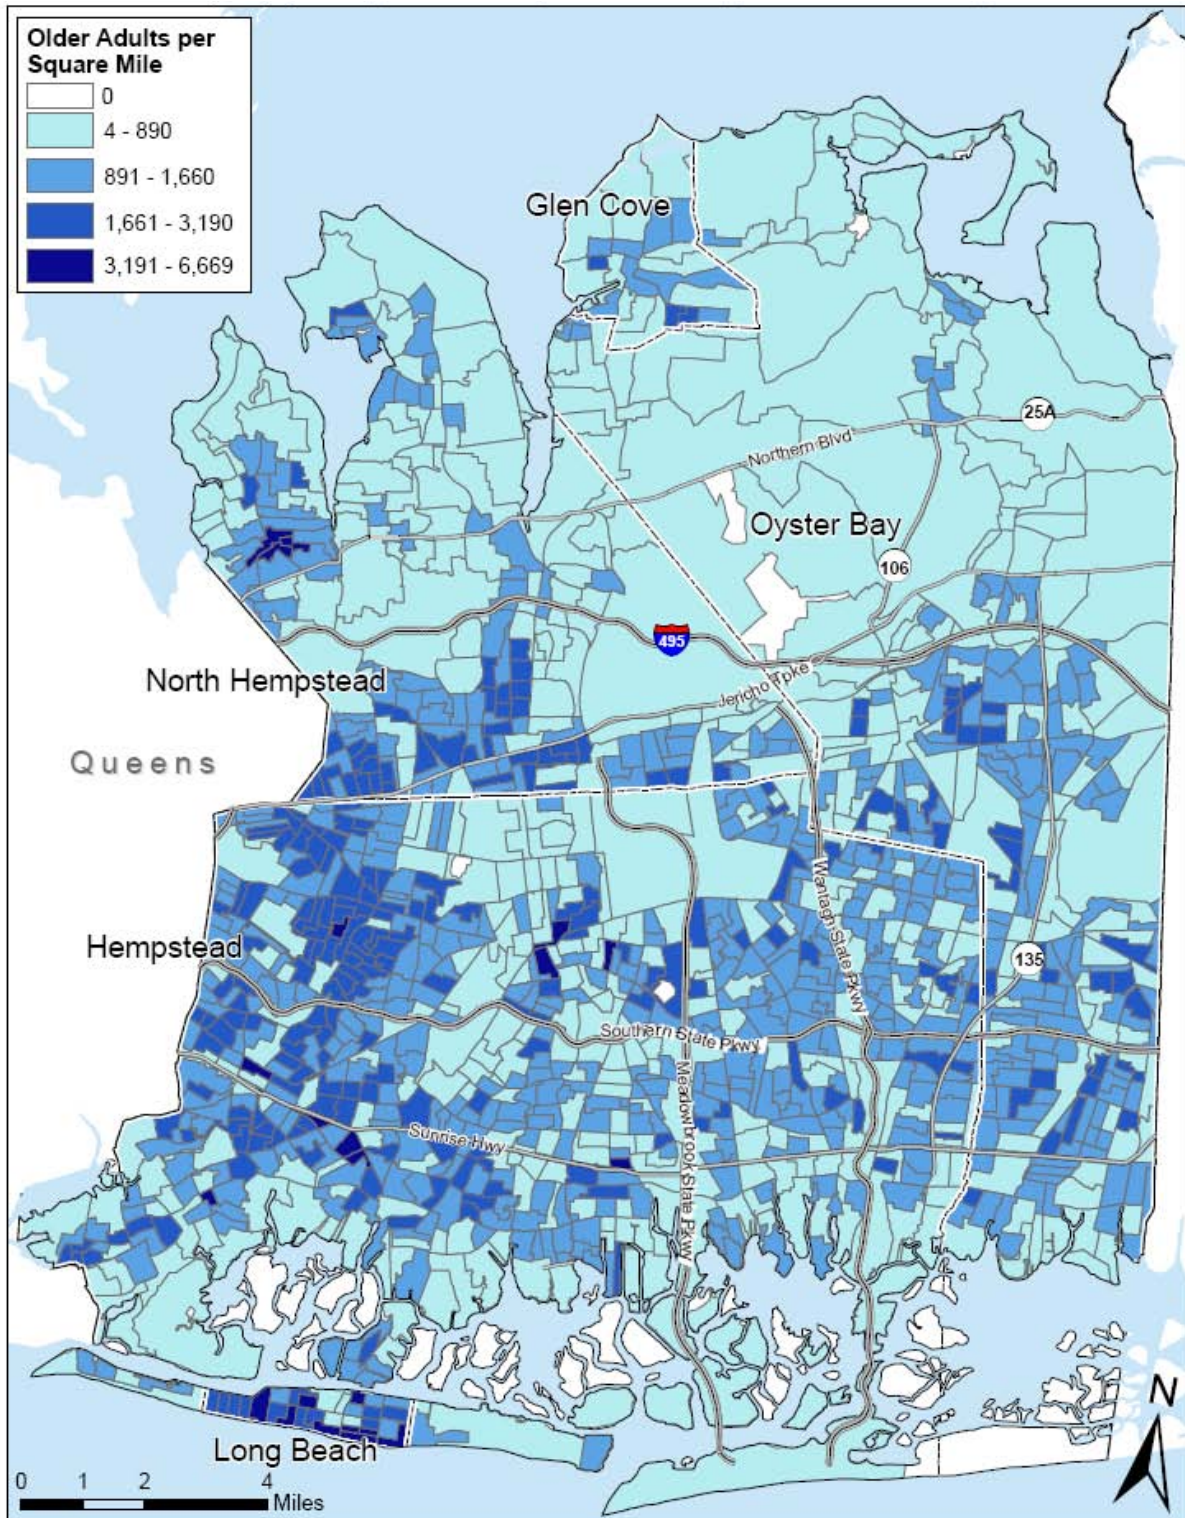 Older Adults per
Square Mile
0
4 - 890
891 - 1,660
1,661 - 3,190
3,191 - 6,669
Glen Cove
25A
Northern Blvd
Oyster Bay
106
495
North Hempstead
Jericho Tpke
Queens
Wantagh State Pkwy
Hempstead
135
Southern State Pkwy
Meadowbrook State Pkwy
Sunrise Hwy
N
Long Beach
0 1 2 4
Miles